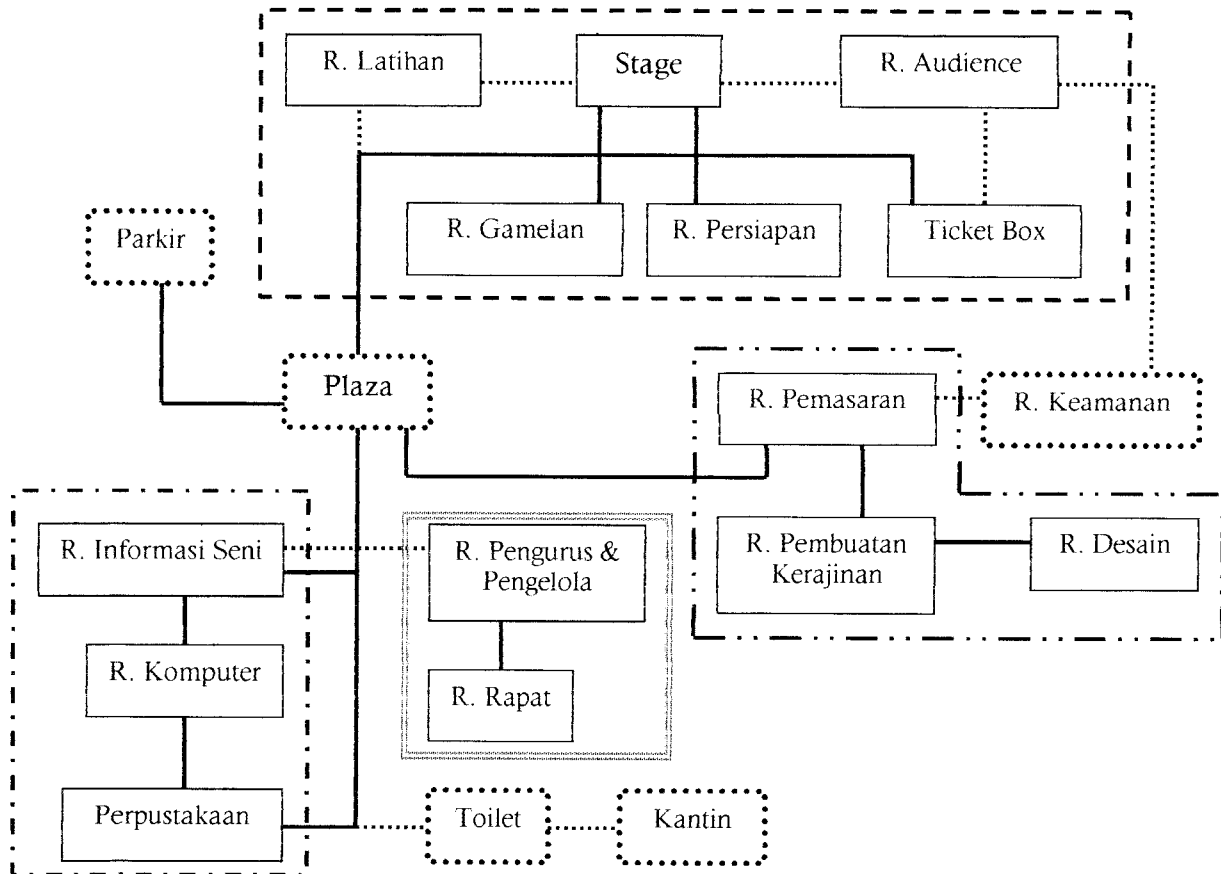 R. Latihan
Stage
R. Audience
R. Gamelan
R. Persiapan
Ticket Box
Parkir
Plaza
R. Pemasaran
R. Keamanan
R. Informasi Seni
R. Pengurus &
Pengelola
R. Pembuatan
Kerajinan
R. Desain
R. Komputer
R. Rapat
Perpustakaan
Toilet
Kantin